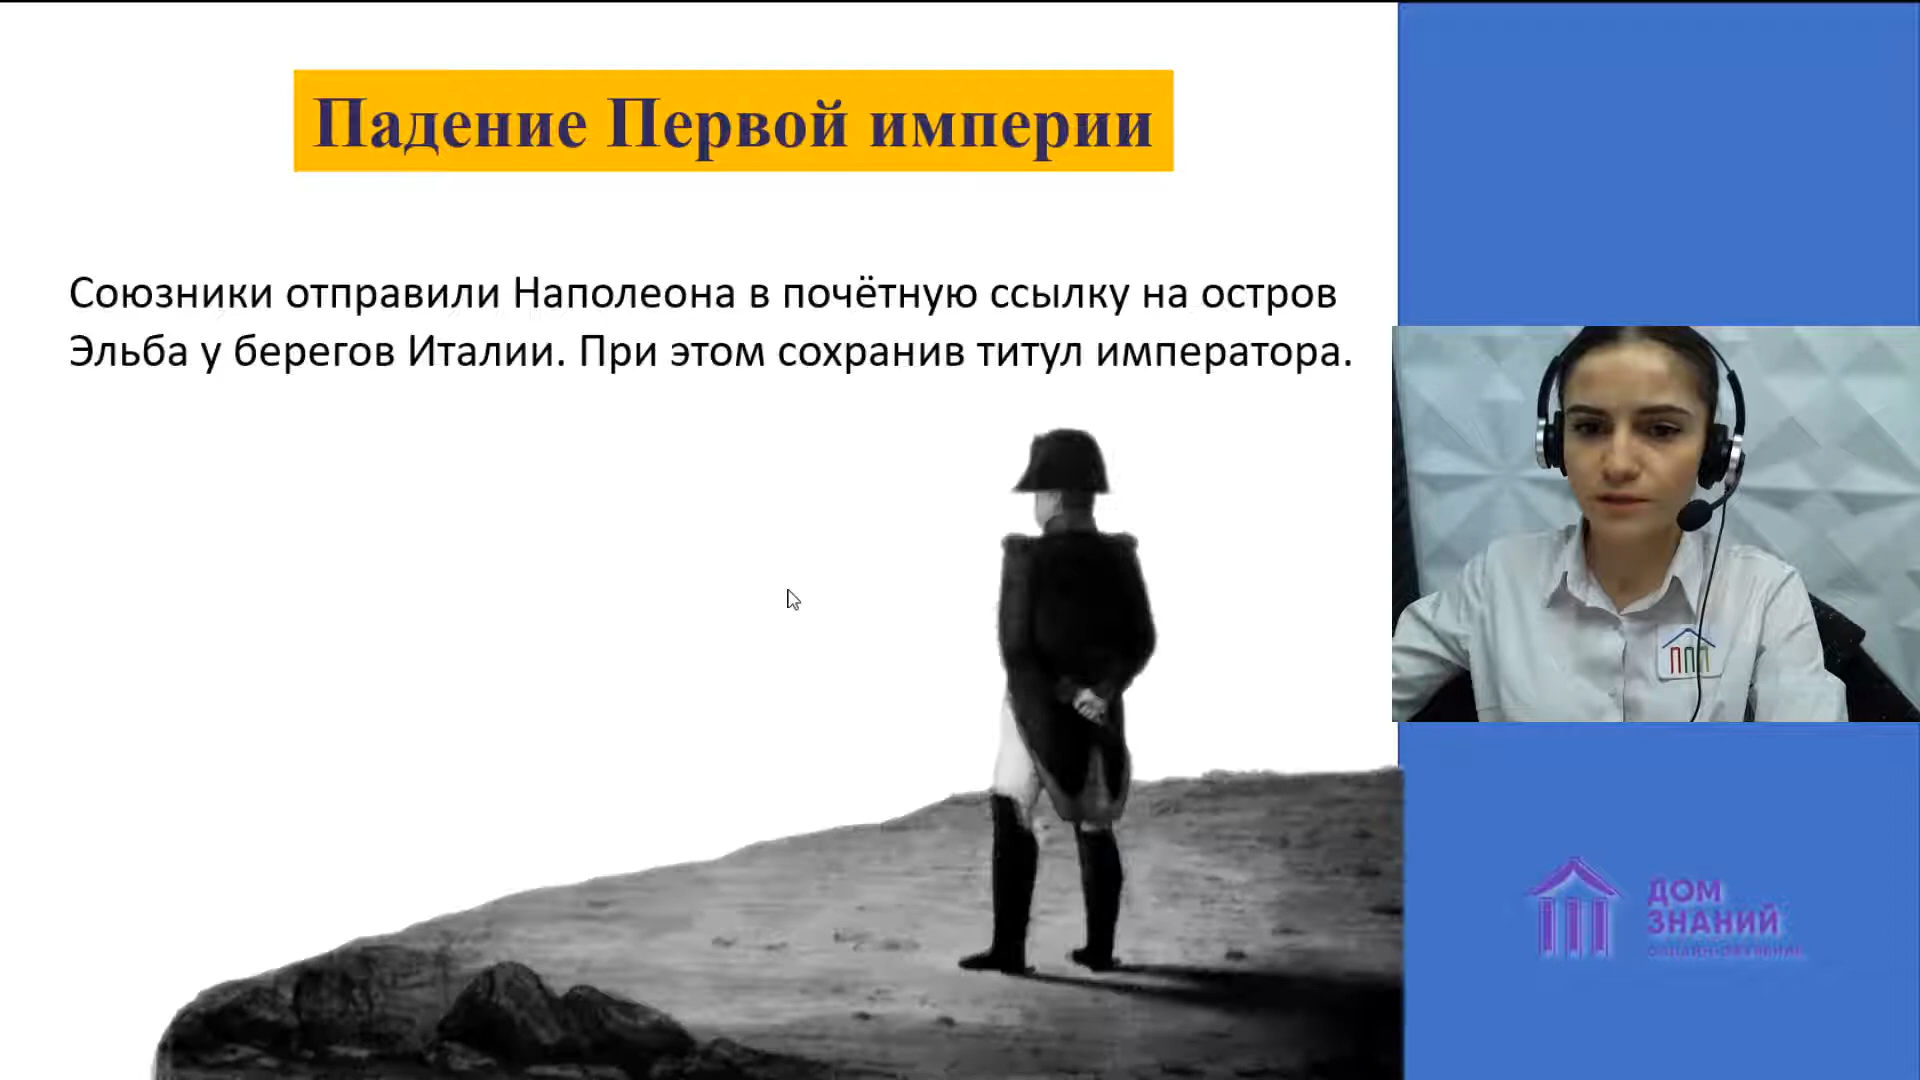 Падение Первой империи
Союзники отправили Наполеона в почётную ссылку на остров
Эльба у берегов Италии. При этом сохранив титул императора.
ДОМ
ЗНАНИЙ